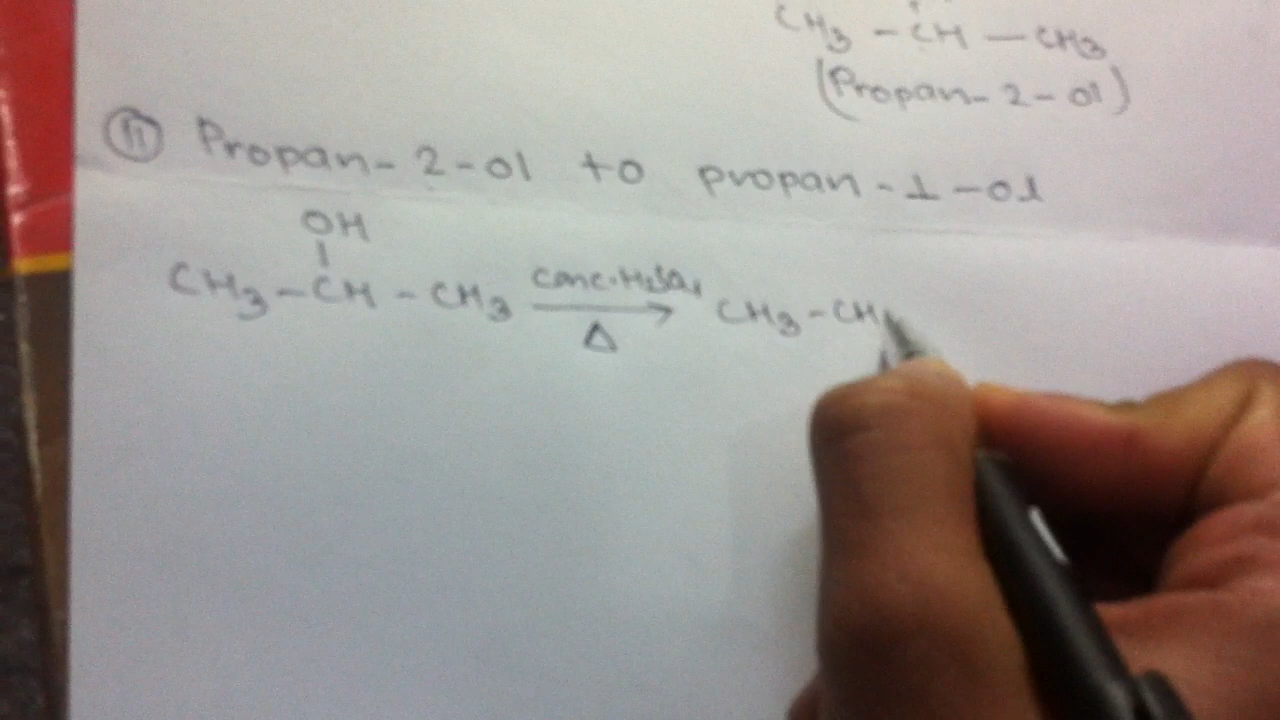 CH3 - CH - CH3
(Propan-2-ol)
(11) Propan-2-ol to propan-1-ol
OH
CH3 - CH - CH3 conc.H2SO4 → CH3 - CH
Δ